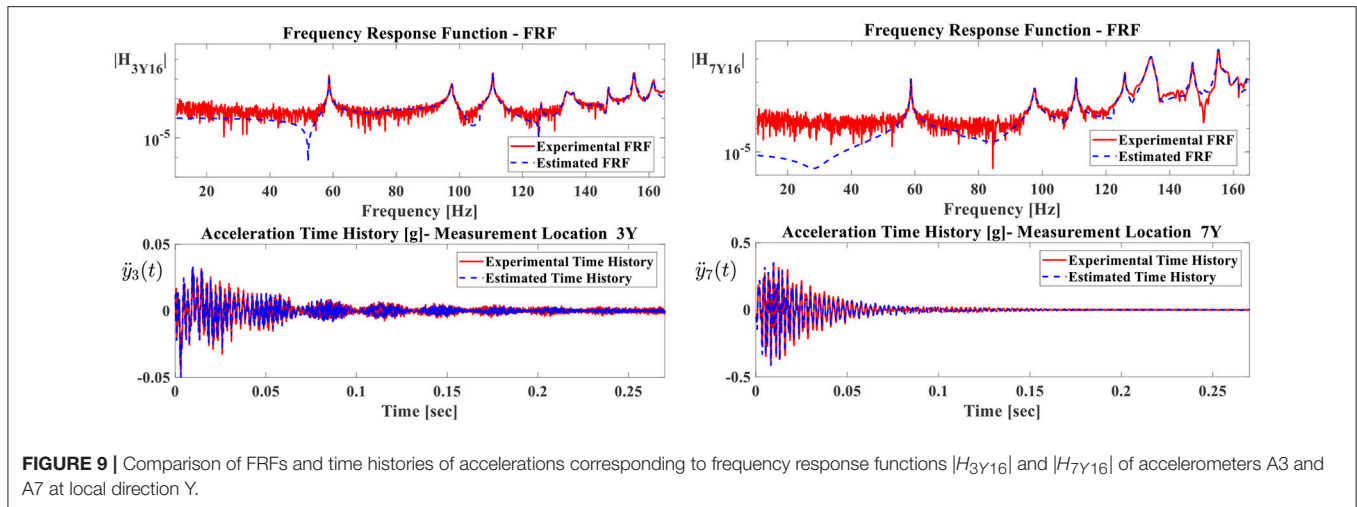 Frequency Response Function - FRF
|H3Y16|
10^-5
Experimental FRF
Estimated FRF
20 40 60 80 100 120 140 160
Frequency [Hz]
Frequency Response Function - FRF
|H7Y16|
10^-5
Experimental FRF
Estimated FRF
20 40 60 80 100 120 140 160
Frequency [Hz]
Acceleration Time History [g]- Measurement Location 3Y
ÿ3(t)
0.05
0
-0.05
Experimental Time History
Estimated Time History
0 0.05 0.1 0.15 0.2 0.25
Time [sec]
Acceleration Time History [g]- Measurement Location 7Y
ÿ7(t)
0.5
0
-0.5
Experimental Time History
Estimated Time History
0 0.05 0.1 0.15 0.2 0.25
Time [sec]
FIGURE 9 | Comparison of FRFs and time histories of accelerations corresponding to frequency response functions |H3Y16| and |H7Y16| of accelerometers A3 and
A7 at local direction Y.